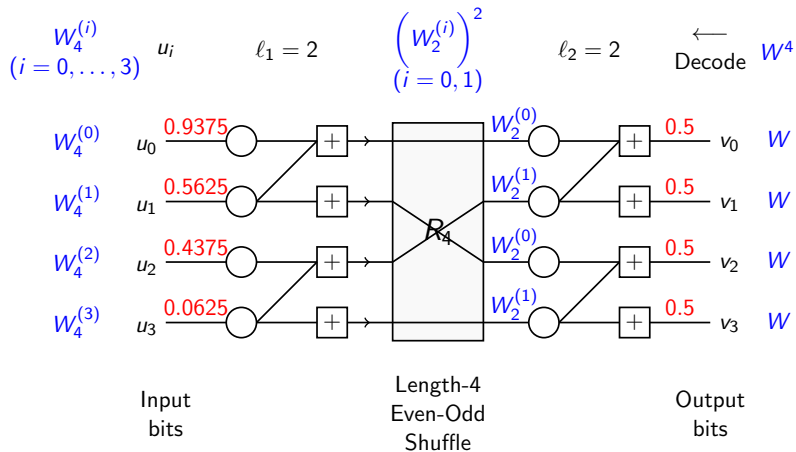 W_4^{(i)} u_i ℓ_1 = 2 (W_2^{(i)})^2 ℓ_2 = 2 ⟵ W^4
(i = 0, …, 3) (i = 0, 1) Decode
W_4^{(0)} u_0 0.9375 + W_2^{(0)} + 0.5 v_0 W
W_4^{(1)} u_1 0.5625 + W_2^{(1)} + 0.5 v_1 W
R_4
W_4^{(2)} u_2 0.4375 + W_2^{(0)} + 0.5 v_2 W
W_4^{(3)} u_3 0.0625 + W_2^{(1)} + 0.5 v_3 W
Input
bits
Length-4
Even-Odd
Shuffle
Output
bits